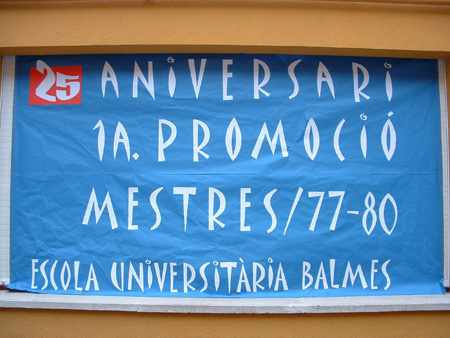 25 ANIVERSARI
1A. PROMOCIÓ
MESTRES/77-80
ESCOLA UNIVERSITÀRIA BALMES